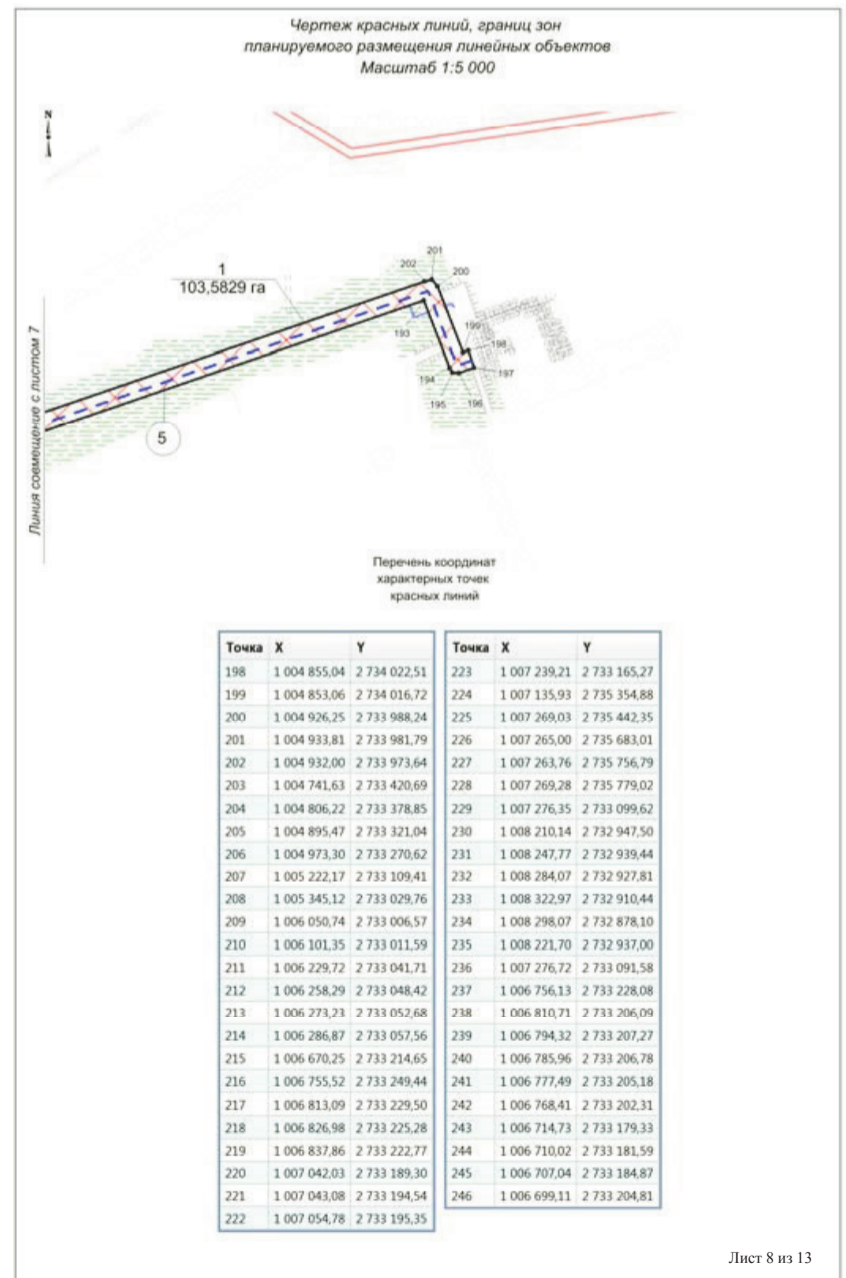 Чертеж красных линий, границ зон
планируемого размещения линейных объектов
Масштаб 1:5 000
N
201
202
200
1
103,5829 га
193
199
198
197
194
195
196
5
Линия совмещение с листом 7
Перечень координат
характерных точек
красных линий
Точка X Y
198 1 004 855,04 2 734 022,51
199 1 004 853,06 2 734 016,72
200 1 004 926,25 2 733 988,24
201 1 004 933,81 2 733 981,79
202 1 004 932,00 2 733 973,64
203 1 004 741,63 2 733 420,69
204 1 004 806,22 2 733 378,85
205 1 004 895,47 2 733 321,04
206 1 004 973,30 2 733 270,62
207 1 005 222,17 2 733 109,41
208 1 005 345,12 2 733 029,76
209 1 006 050,74 2 733 006,57
210 1 006 101,35 2 733 011,59
211 1 006 229,72 2 733 041,71
212 1 006 258,29 2 733 048,42
213 1 006 273,23 2 733 052,68
214 1 006 286,87 2 733 057,56
215 1 006 670,25 2 733 214,65
216 1 006 755,52 2 733 249,44
217 1 006 813,09 2 733 229,50
218 1 006 826,98 2 733 225,28
219 1 006 837,86 2 733 222,77
220 1 007 042,03 2 733 189,30
221 1 007 043,08 2 733 194,54
222 1 007 054,78 2 733 195,35
Точка X Y
223 1 007 239,21 2 733 165,27
224 1 007 135,93 2 735 354,88
225 1 007 269,03 2 735 442,35
226 1 007 265,00 2 735 683,01
227 1 007 263,76 2 735 756,79
228 1 007 269,28 2 735 779,02
229 1 007 276,35 2 733 099,62
230 1 008 210,14 2 732 947,50
231 1 008 247,77 2 732 939,44
232 1 008 284,07 2 732 927,81
233 1 008 322,97 2 732 910,44
234 1 008 298,07 2 732 878,10
235 1 008 221,70 2 732 937,00
236 1 007 276,72 2 733 091,58
237 1 006 756,13 2 733 228,08
238 1 006 810,71 2 733 206,09
239 1 006 794,32 2 733 207,27
240 1 006 785,96 2 733 206,78
241 1 006 777,49 2 733 205,18
242 1 006 768,41 2 733 202,31
243 1 006 714,73 2 733 179,33
244 1 006 710,02 2 733 181,59
245 1 006 707,04 2 733 184,87
246 1 006 699,11 2 733 204,81
Лист 8 из 13